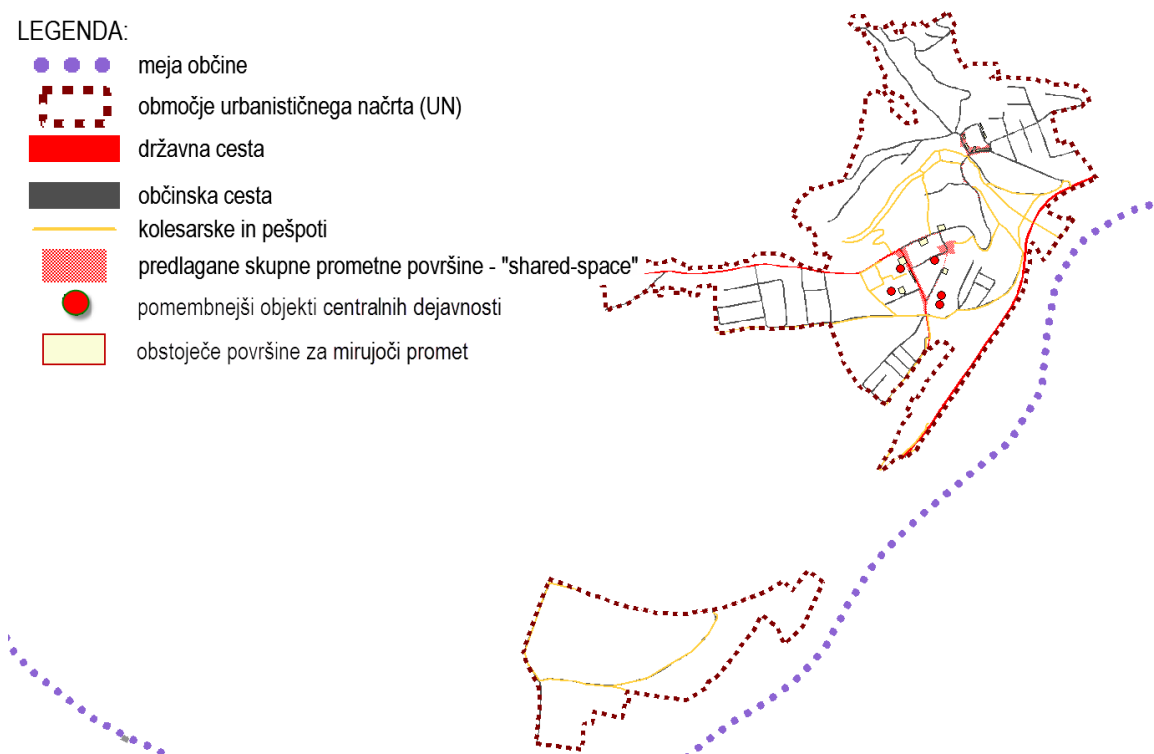 LEGENDA:
meja občine
območje urbanističnega načrta (UN)
državna cesta
občinska cesta
kolesarske in pešpoti
predlagane skupne prometne površine - "shared-space"
pomembnejši objekti centralnih dejavnosti
obstoječe površine za mirujoči promet